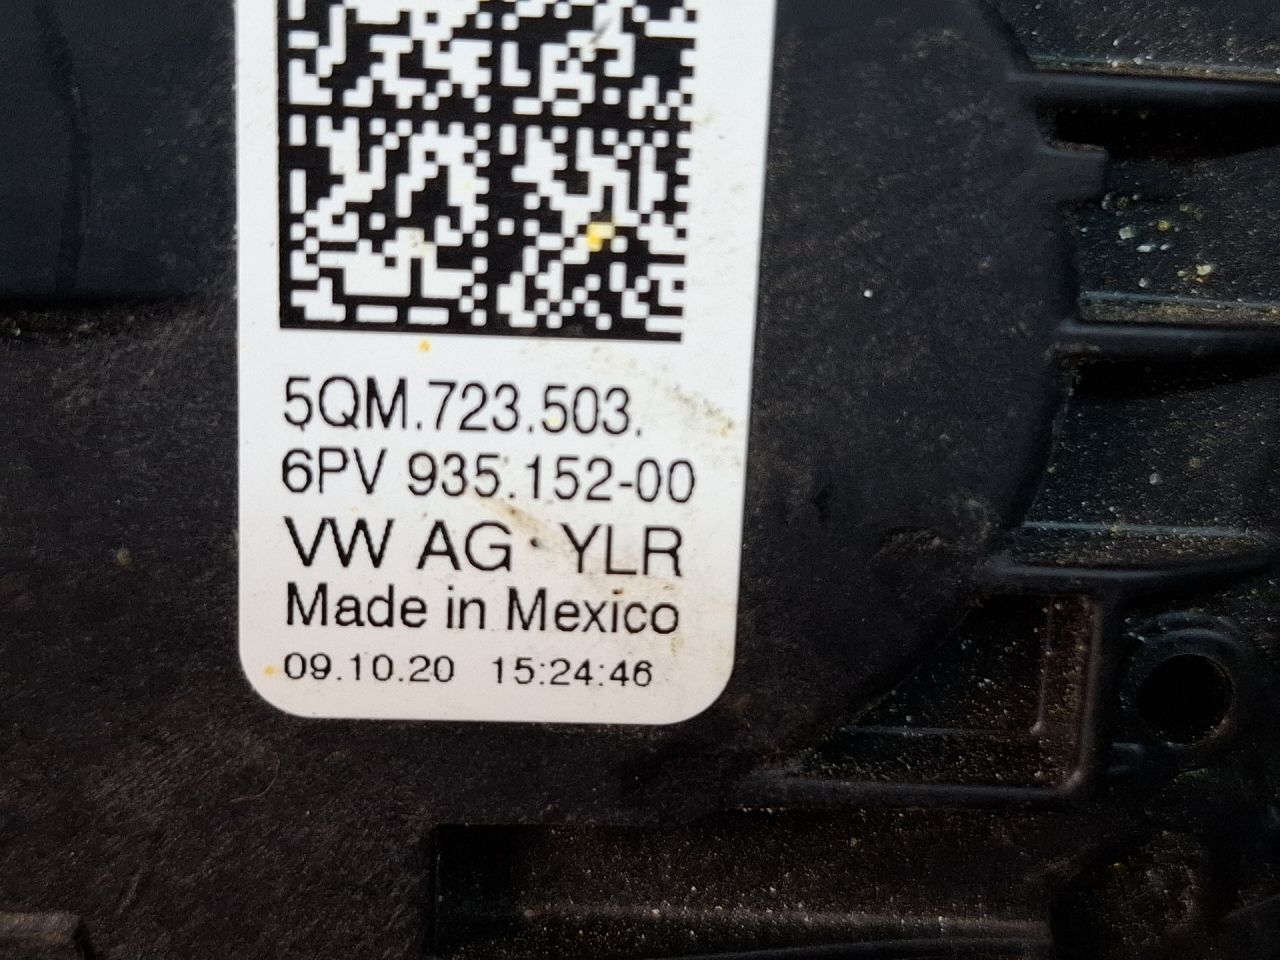 5QM.723.503.
6PV 935.152-00
VW AG YLR
Made in Mexico
09.10.20 15:24:46